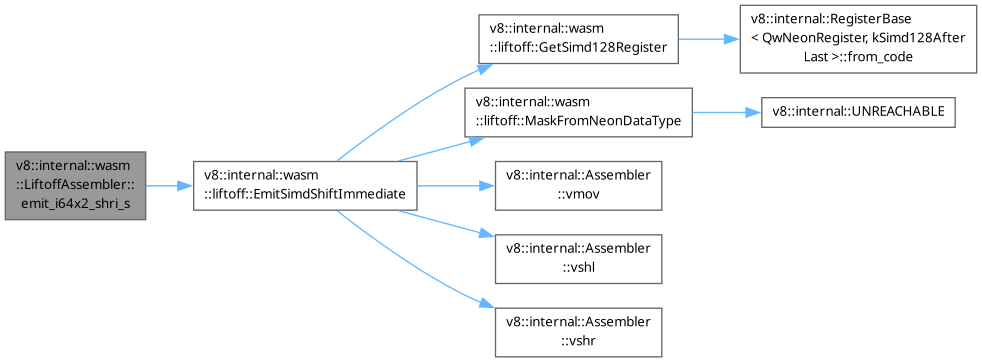 v8::internal::wasm
::LiftoffAssembler::
emit_i64x2_shri_s
v8::internal::wasm
::liftoff::EmitSimdShiftImmediate
v8::internal::wasm
::liftoff::GetSimd128Register
v8::internal::RegisterBase
< QwNeonRegister, kSimd128After
Last >::from_code
v8::internal::wasm
::liftoff::MaskFromNeonDataType
v8::internal::UNREACHABLE
v8::internal::Assembler
::vmov
v8::internal::Assembler
::vshl
v8::internal::Assembler
::vshr